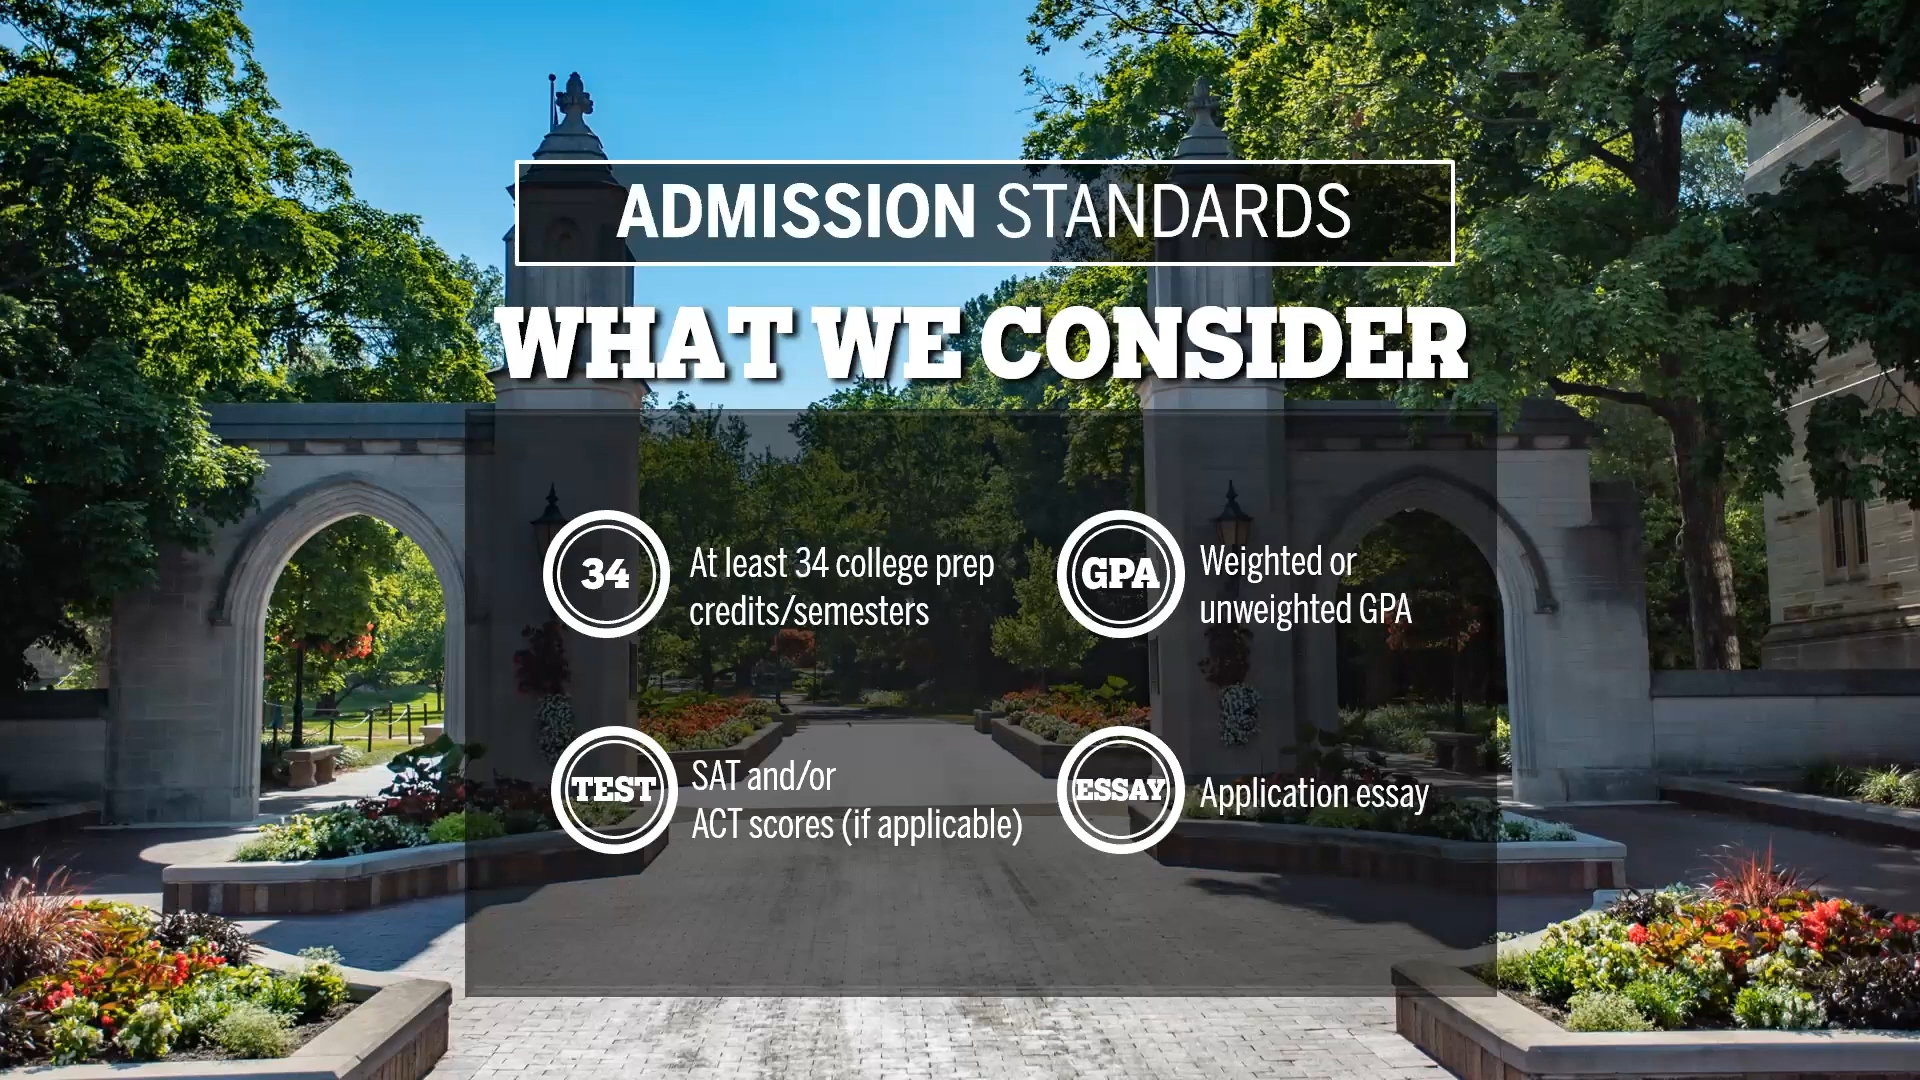 ADMISSION STANDARDS
WHAT WE CONSIDER
34
At least 34 college prep
credits/semesters
GPA
Weighted or
unweighted GPA
TEST
SAT and/or
ACT scores (if applicable)
ESSAY
Application essay